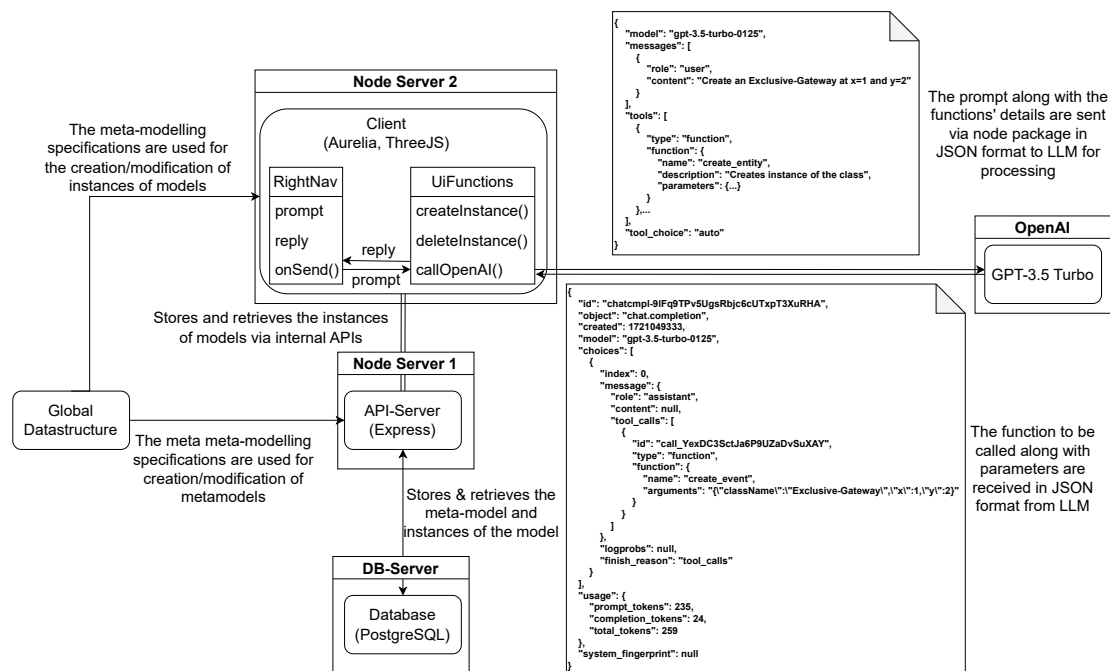 {
"model": "gpt-3.5-turbo-0125",
"messages": [
{
"role": "user",
"content": "Create an Exclusive-Gateway at x=1 and y=2"
}
],
"tools": [
{
"type": "function",
"function": {
"name": "create_entity",
"description": "Creates instance of the class",
"parameters": {...}
}
},...
],
"tool_choice": "auto"
}
The prompt along with the
functions' details are sent
via node package in
JSON format to LLM for
processing
Node Server 2
Client
(Aurelia, ThreeJS)
RightNav
prompt
reply
onSend()
UiFunctions
createInstance()
deleteInstance()
callOpenAI()
reply
prompt
The meta-modelling
specifications are used for
the creation/modification of
instances of models
OpenAI
GPT-3.5 Turbo
Stores and retrieves the instances
of models via internal APIs
Node Server 1
API-Server
(Express)
Global
Datastructure
The meta meta-modelling
specifications are used for
creation/modification of
metamodels
Stores & retrieves the
meta-model and
instances of the model
DB-Server
Database
(PostgreSQL)
{
"id": "chatcmpl-9IFq9TPv5UgsRbjc6cUTxpT3XuRHA",
"object": "chat.completion",
"created": 1721049333,
"model": "gpt-3.5-turbo-0125",
"choices": [
{
"index": 0,
"message": {
"role": "assistant",
"content": null,
"tool_calls": [
{
"id": "call_YexDC3SctJa6P9UZaDvSuXAY",
"type": "function",
"function": {
"name": "create_event",
"arguments": "{\"className\":\"Exclusive-Gateway\",\"x\":1,\"y\":2}"
}
}
]
},
"logprobs": null,
"finish_reason": "tool_calls"
}
],
"usage": {
"prompt_tokens": 235,
"completion_tokens": 24,
"total_tokens": 259
},
"system_fingerprint": null
}
The function to be
called along with
parameters are
received in JSON
format from LLM